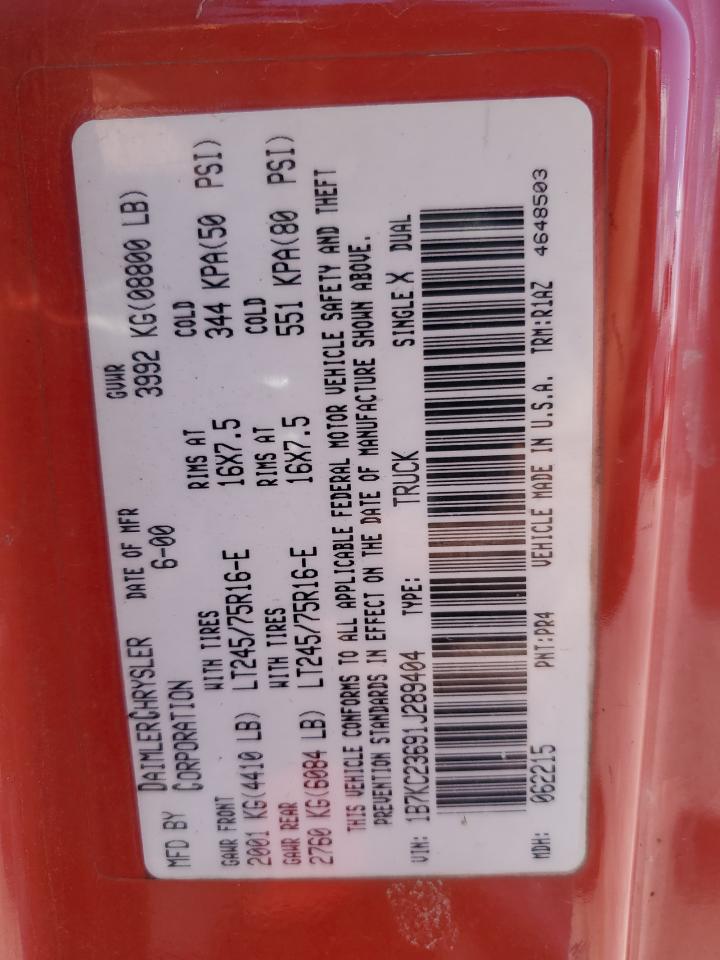 MFD BY DAIMLERCHRYSLER CORPORATION
DATE OF MFR 6-00
GVWR 3992 KG(08800 LB)
GAWR FRONT WITH TIRES RIMS AT COLD
2001 KG(4410 LB) LT245/75R16-E 16X7.5 344 KPA(50 PSI)
GAWR REAR WITH TIRES RIMS AT COLD
2760 KG(6084 LB) LT245/75R16-E 16X7.5 551 KPA(80 PSI)
THIS VEHICLE CONFORMS TO ALL APPLICABLE FEDERAL MOTOR VEHICLE SAFETY AND THEFT
PREVENTION STANDARDS IN EFFECT ON THE DATE OF MANUFACTURE SHOWN ABOVE.
VIN: 1B7KC23691J289404 TYPE: TRUCK SINGLE X DUAL
MDH: 062215 PNT:PR4 VEHICLE MADE IN U.S.A. TRM:R1AZ 4648503